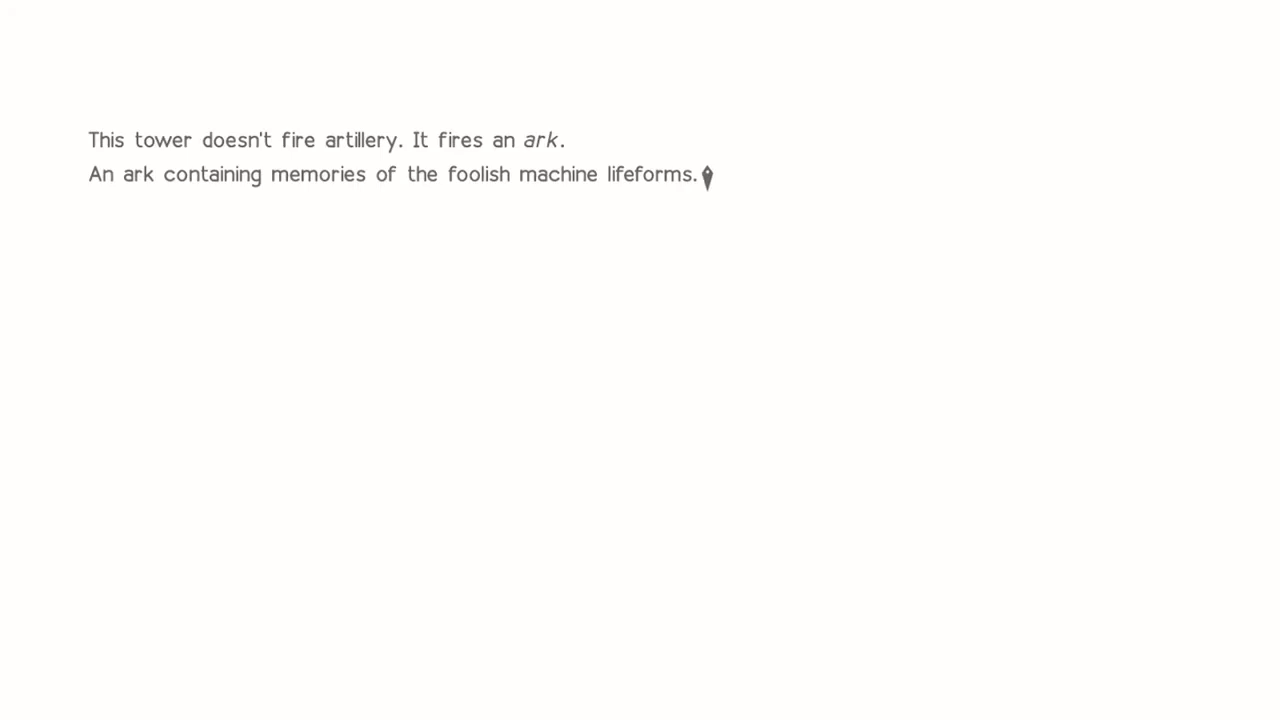 This tower doesn't fire artillery. It fires an ark.
An ark containing memories of the foolish machine lifeforms.